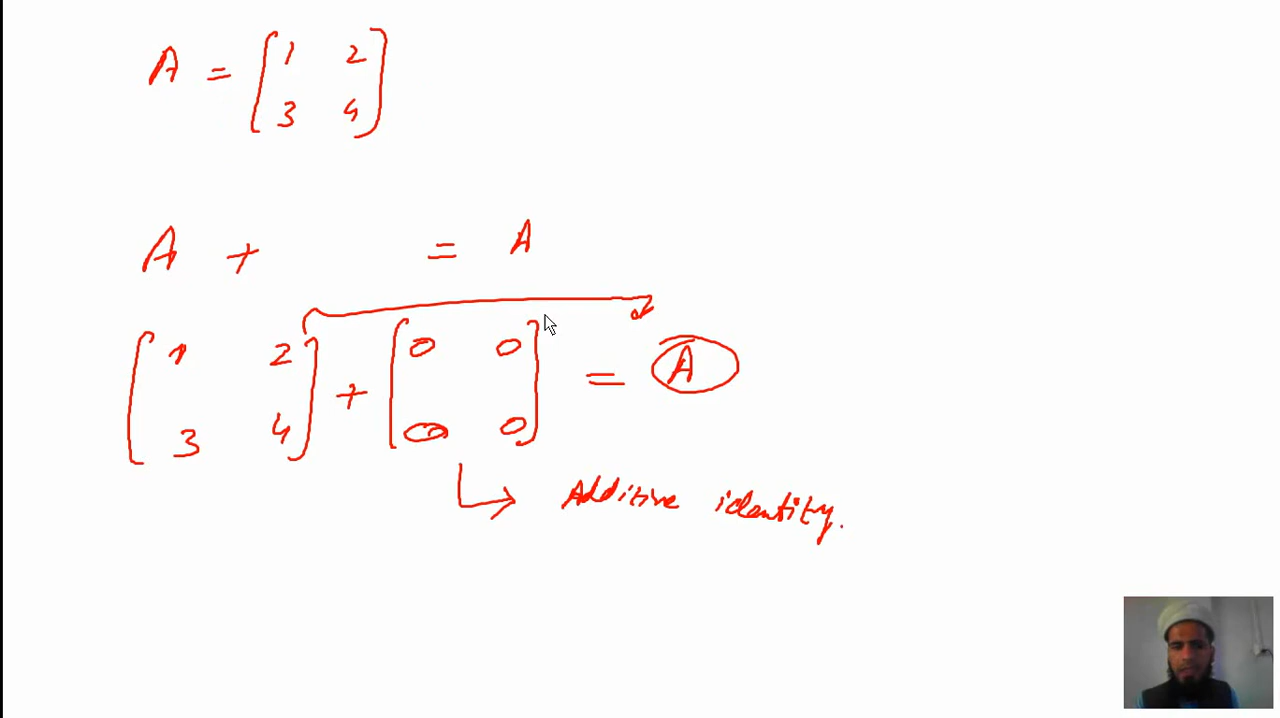 A = [1 2
3 4]
A + = A
[1 2
3 4] + [0 0
0 0] = A
Additive identity.